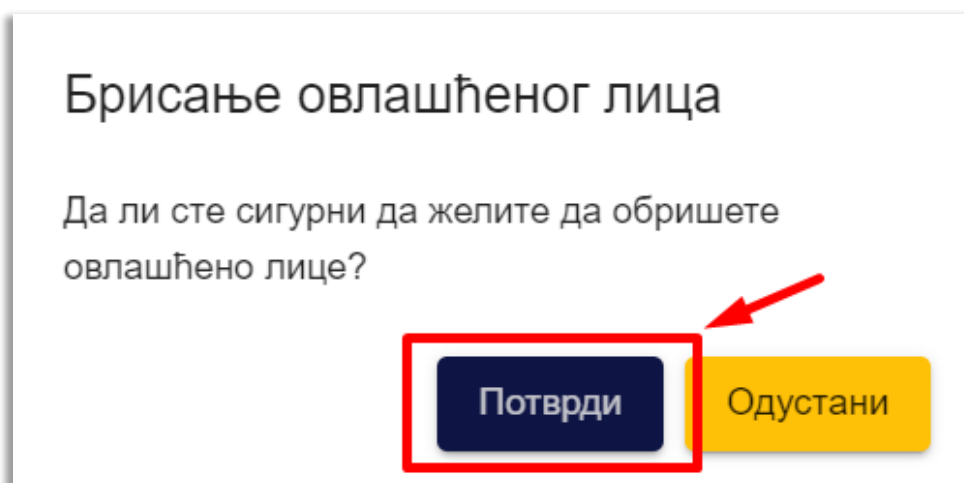 Брисање овлашћеног лица
Да ли сте сигурни да желите да обришете
овлашћено лице?
Потврди Одустани